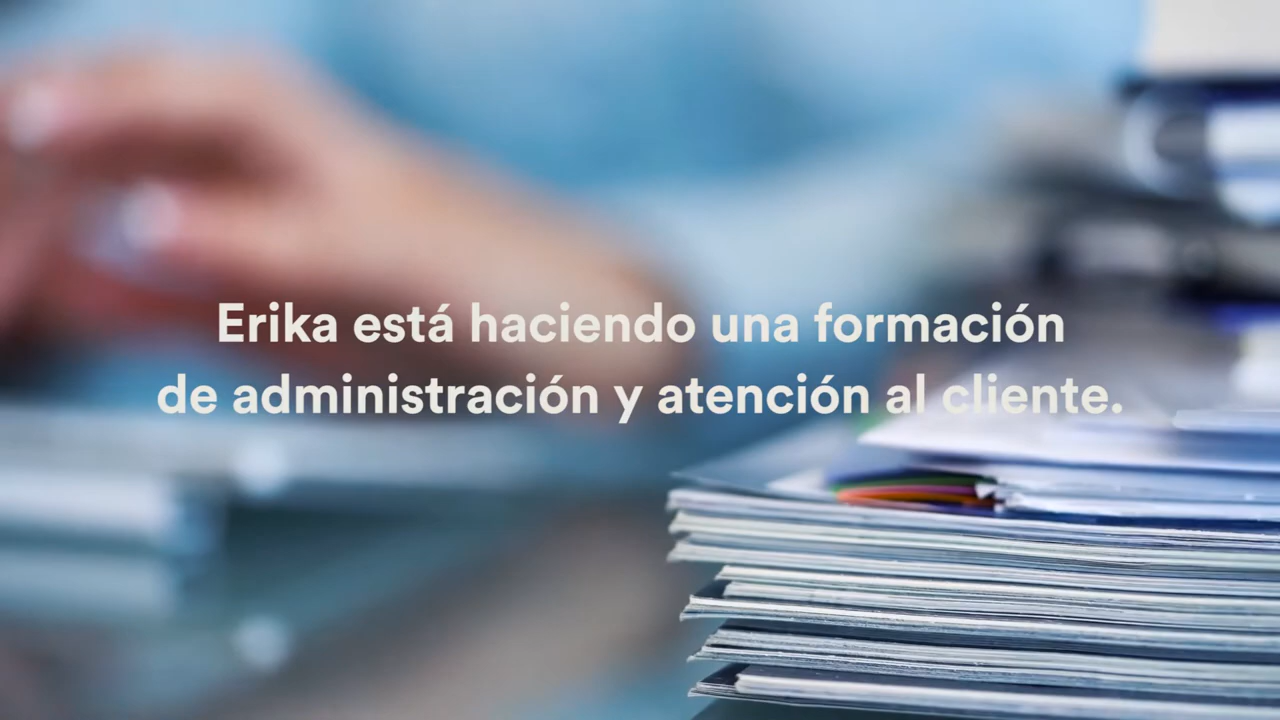 Erika está haciendo una formación
de administración y atención al cliente.